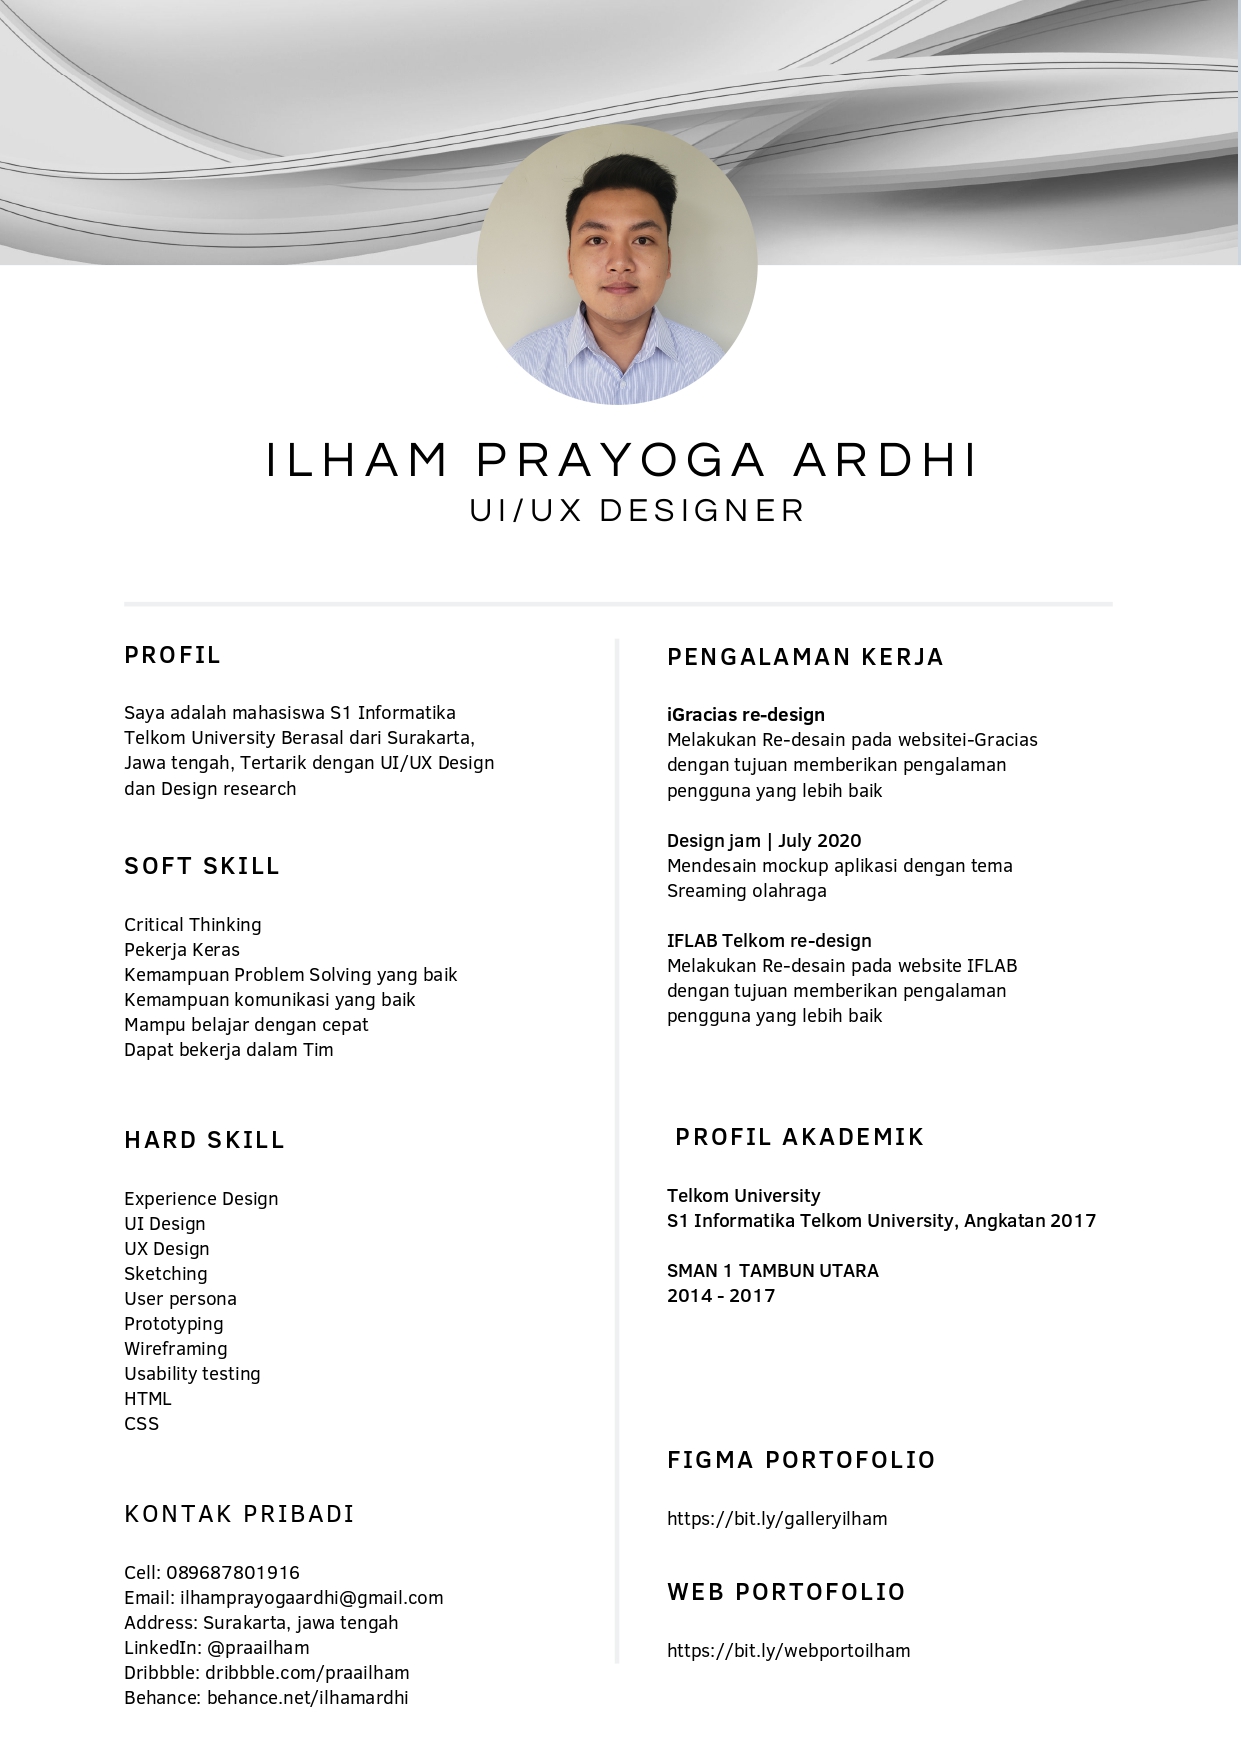 ILHAM PRAYOGA ARDHI
UI/UX DESIGNER
PROFIL
Saya adalah mahasiswa S1 Informatika
Telkom University Berasal dari Surakarta,
Jawa tengah, Tertarik dengan UI/UX Design
dan Design research
SOFT SKILL
Critical Thinking
Pekerja Keras
Kemampuan Problem Solving yang baik
Kemampuan komunikasi yang baik
Mampu belajar dengan cepat
Dapat bekerja dalam Tim
HARD SKILL
Experience Design
UI Design
UX Design
Sketching
User persona
Prototyping
Wireframing
Usability testing
HTML
CSS
KONTAK PRIBADI
Cell: 089687801916
Email: ilhamprayogaardhi@gmail.com
Address: Surakarta, jawa tengah
LinkedIn: @praailham
Dribbble: dribbble.com/praailham
Behance: behance.net/ilhamardhi
PENGALAMAN KERJA
iGracias re-design
Melakukan Re-desain pada websitei-Gracias
dengan tujuan memberikan pengalaman
pengguna yang lebih baik
Design jam | July 2020
Mendesain mockup aplikasi dengan tema
Sreaming olahraga
IFLAB Telkom re-design
Melakukan Re-desain pada website IFLAB
dengan tujuan memberikan pengalaman
pengguna yang lebih baik
PROFIL AKADEMIK
Telkom University
S1 Informatika Telkom University, Angkatan 2017
SMAN 1 TAMBUN UTARA
2014 - 2017
FIGMA PORTOFOLIO
https://bit.ly/galleryilham
WEB PORTOFOLIO
https://bit.ly/webportoilham